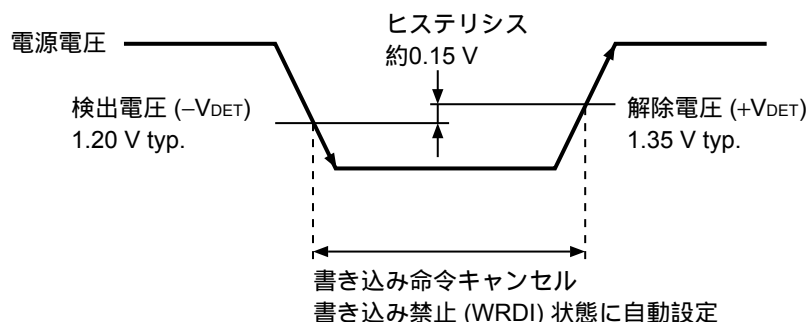 ヒステリシス
約0.15 V
電源電圧
検出電圧 (−VDET)
1.20 V typ.
解除電圧 (+VDET)
1.35 V typ.
書き込み命令キャンセル
書き込み禁止 (WRDI) 状態に自動設定